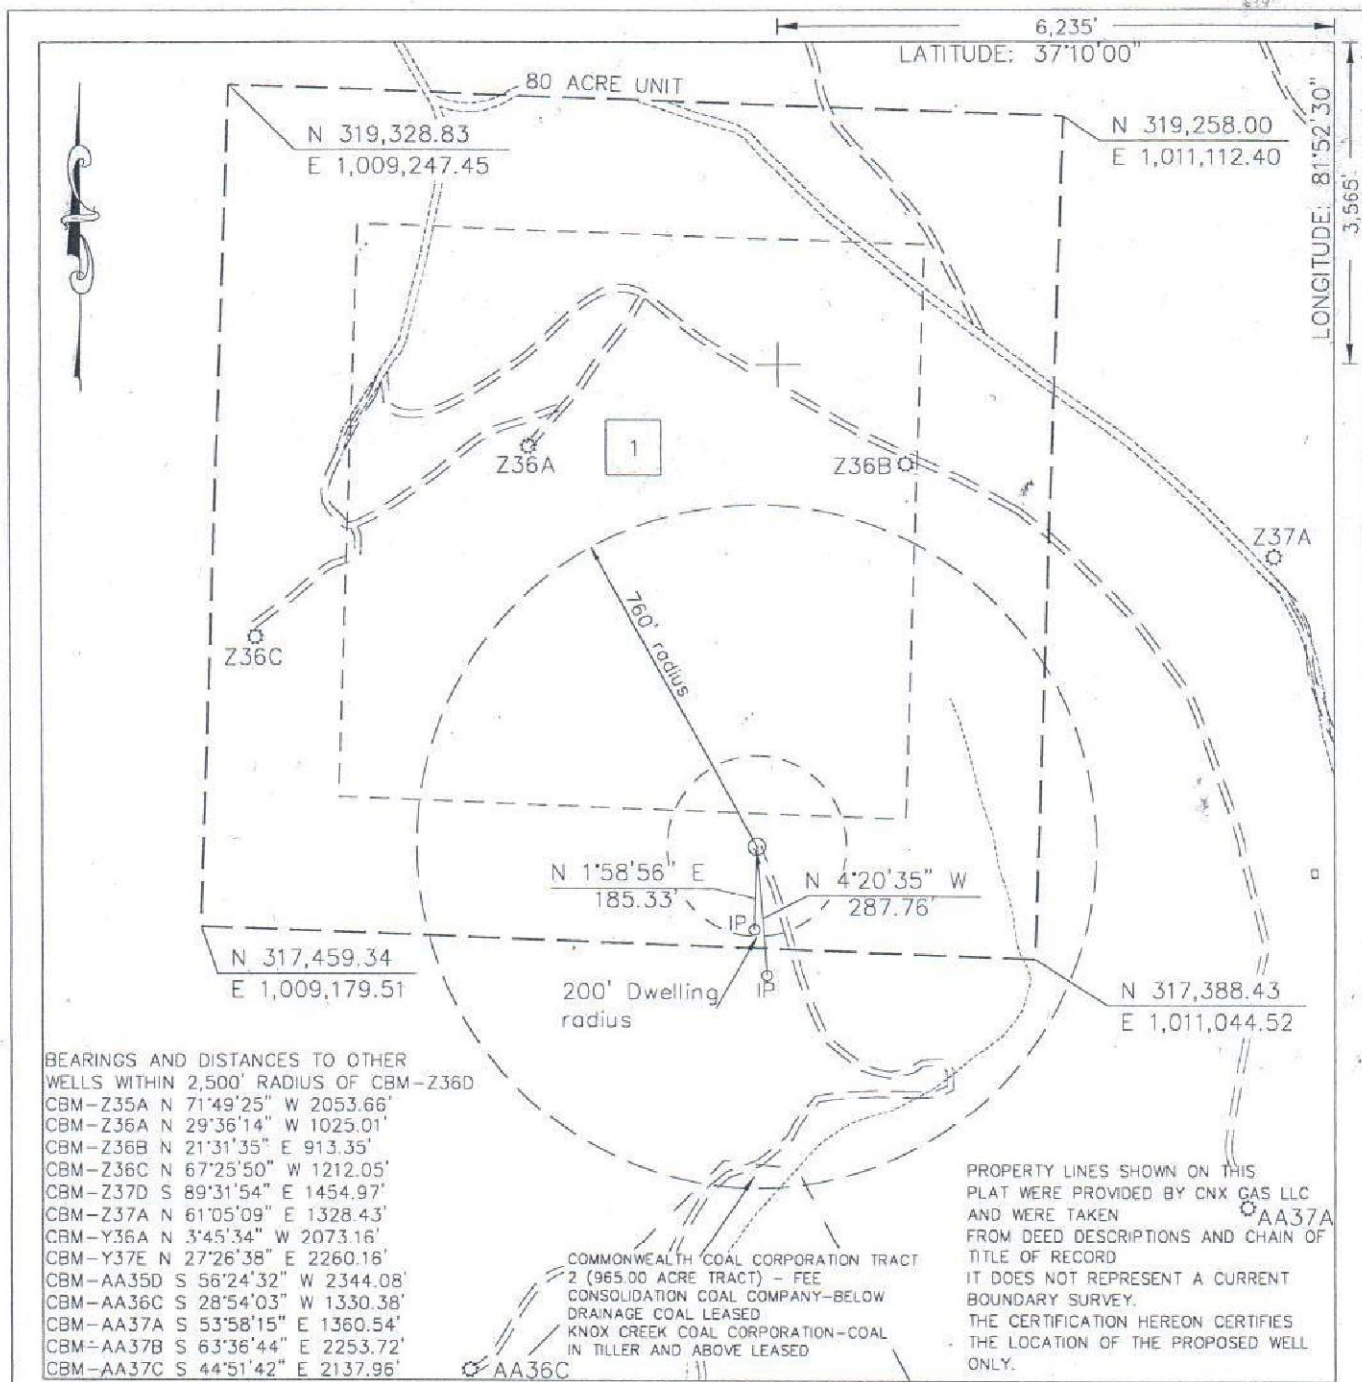 6,235'
LATITUDE: 37°10'00"
LONGITUDE: 81°52'30"
3,565'
80 ACRE UNIT
N 319,328.83
E 1,009,247.45
N 319,258.00
E 1,011,112.40
Z36A
1
Z36B
Z37A
Z36C
760' radius
N 1°58'56" E
185.33'
N 4°20'35" W
287.76'
IP
IP
200' Dwelling
radius
N 317,459.34
E 1,009,179.51
N 317,388.43
E 1,011,044.52
BEARINGS AND DISTANCES TO OTHER
WELLS WITHIN 2,500' RADIUS OF CBM-Z36D
CBM-Z35A N 71°49'25" W 2053.66'
CBM-Z36A N 29°36'14" W 1025.01'
CBM-Z36B N 21°31'35" E 913.35'
CBM-Z36C N 67°25'50" W 1212.05'
CBM-Z37D S 89°31'54" E 1454.97'
CBM-Z37A N 61°05'09" E 1328.43'
CBM-Y36A N 3°45'34" W 2073.16'
CBM-Y37E N 27°26'38" E 2260.16'
CBM-AA35D S 56°24'32" W 2344.08'
CBM-AA36C S 28°54'03" W 1330.38'
CBM-AA37A S 53°58'15" E 1360.54'
CBM-AA37B S 63°36'44" E 2253.72'
CBM-AA37C S 44°51'42" E 2137.96'
COMMONWEALTH COAL CORPORATION TRACT
2 (965.00 ACRE TRACT) - FEE
CONSOLIDATION COAL COMPANY-BELOW
DRAINAGE COAL LEASED
KNOX CREEK COAL CORPORATION-COAL
IN TILLER AND ABOVE LEASED
AA36C
PROPERTY LINES SHOWN ON THIS
PLAT WERE PROVIDED BY CNX GAS LLC
AND WERE TAKEN
FROM DEED DESCRIPTIONS AND CHAIN OF
TITLE OF RECORD
IT DOES NOT REPRESENT A CURRENT
BOUNDARY SURVEY.
THE CERTIFICATION HEREON CERTIFIES
THE LOCATION OF THE PROPOSED WELL
ONLY.
AA37A